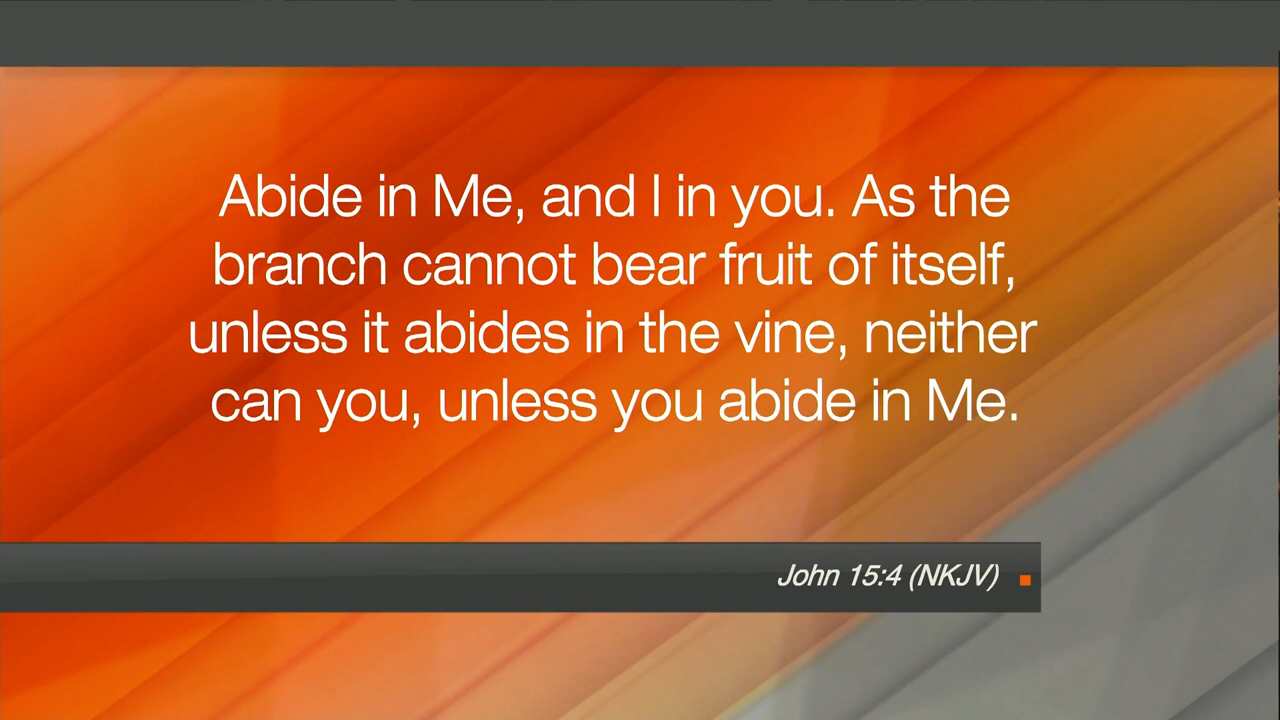 Abide in Me, and I in you. As the
branch cannot bear fruit of itself,
unless it abides in the vine, neither
can you, unless you abide in Me.
John 15:4 (NKJV)